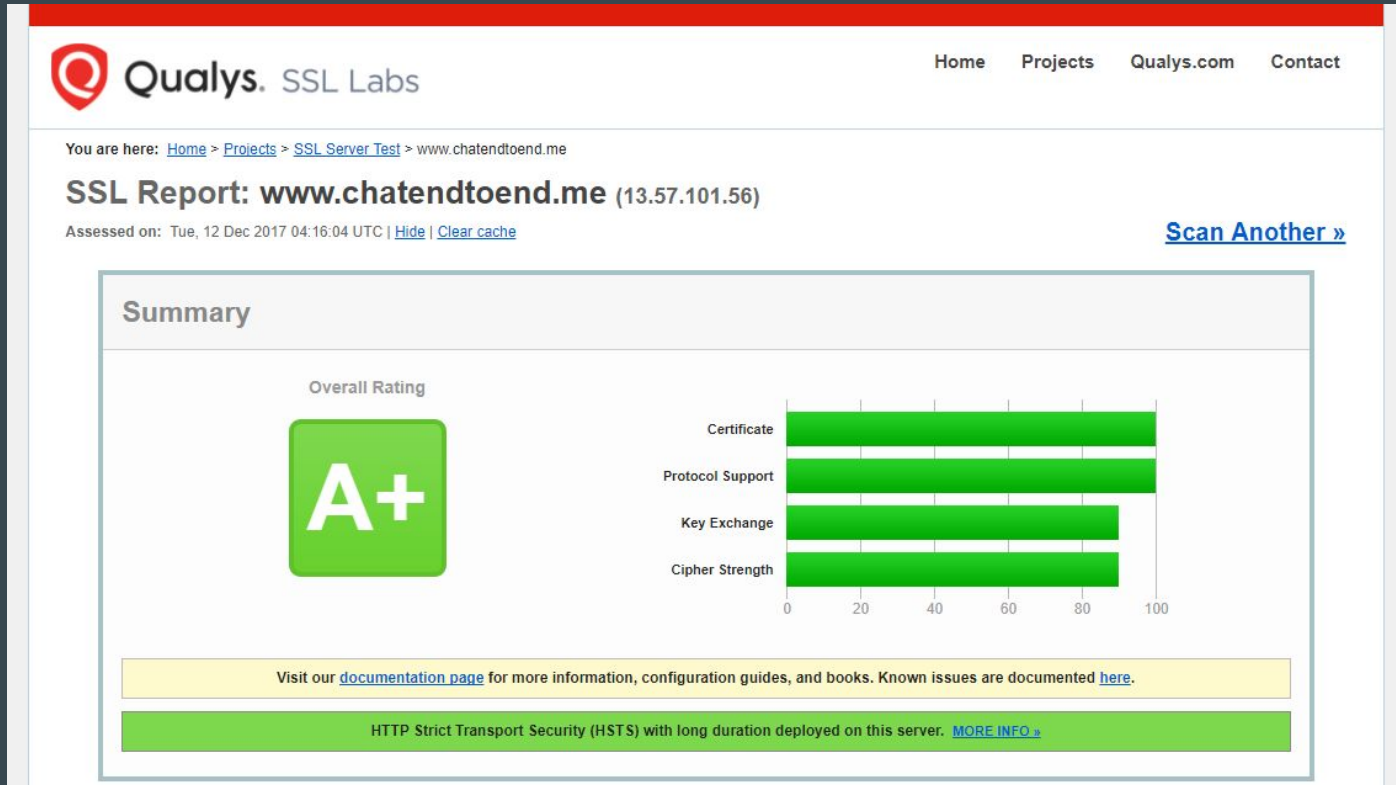 Qualys. SSL Labs
Home Projects Qualys.com Contact
You are here: Home > Projects > SSL Server Test > www.chatendtoend.me
SSL Report: www.chatendtoend.me (13.57.101.56)
Assessed on: Tue, 12 Dec 2017 04:16:04 UTC | Hide | Clear cache
Scan Another »
Summary
Overall Rating
A+
Certificate
Protocol Support
Key Exchange
Cipher Strength
0 20 40 60 80 100
Visit our documentation page for more information, configuration guides, and books. Known issues are documented here.
HTTP Strict Transport Security (HSTS) with long duration deployed on this server. MORE INFO »